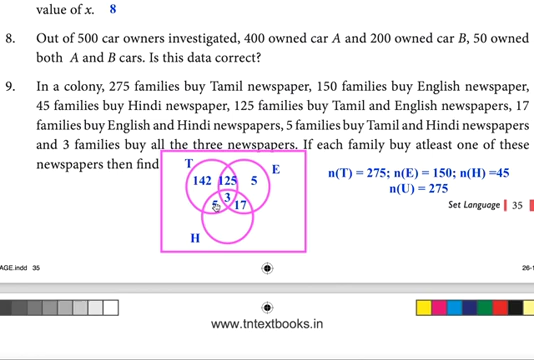 value of x. 8
8. Out of 500 car owners investigated, 400 owned car A and 200 owned car B, 50 owned
both A and B cars. Is this data correct?
9. In a colony, 275 families buy Tamil newspaper, 150 families buy English newspaper,
45 families buy Hindi newspaper, 125 families buy Tamil and English newspapers, 17
families buy English and Hindi newspapers, 5 families buy Tamil and Hindi newspapers
and 3 families buy all the three newspapers. If each family buy atleast one of these
newspapers then find
T
E
142 125 5
3
5 17
H
n(T) = 275; n(E) = 150; n(H) =45
n(U) = 275
Set Language 35
AGE.indd 35
26-1
www.tntextbooks.in